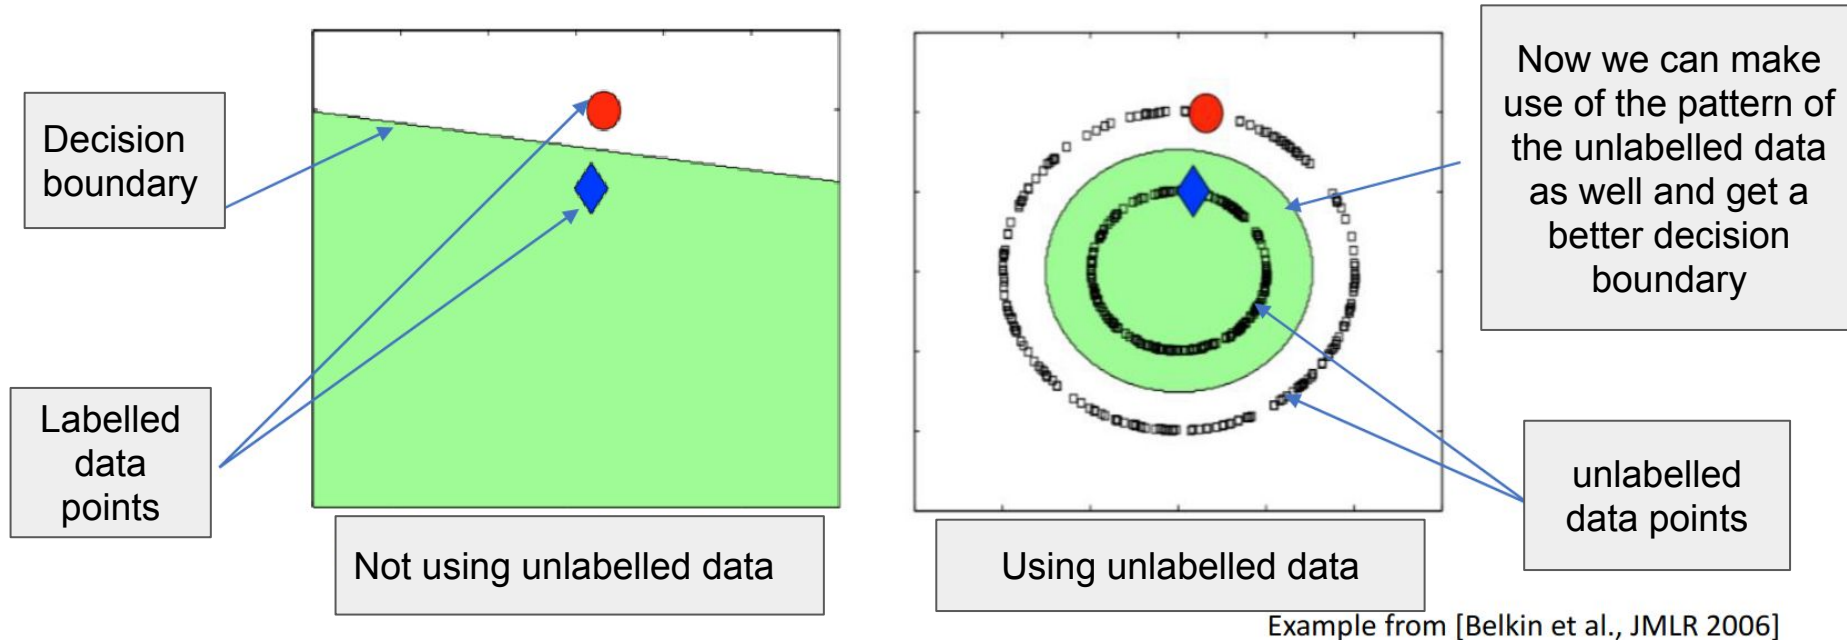 Decision
boundary
Labelled
data
points
Not using unlabelled data
Now we can make
use of the pattern of
the unlabelled data
as well and get a
better decision
boundary
unlabelled
data points
Using unlabelled data
Example from [Belkin et al., JMLR 2006]